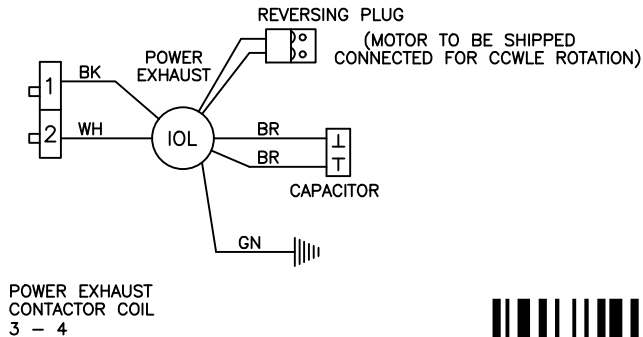 REVERSING PLUG
(MOTOR TO BE SHIPPED
CONNECTED FOR CCWLE ROTATION)
POWER
EXHAUST
1
BK
2
WH
IOL
BR
BR
CAPACITOR
GN
POWER EXHAUST
CONTACTOR COIL
3 – 4